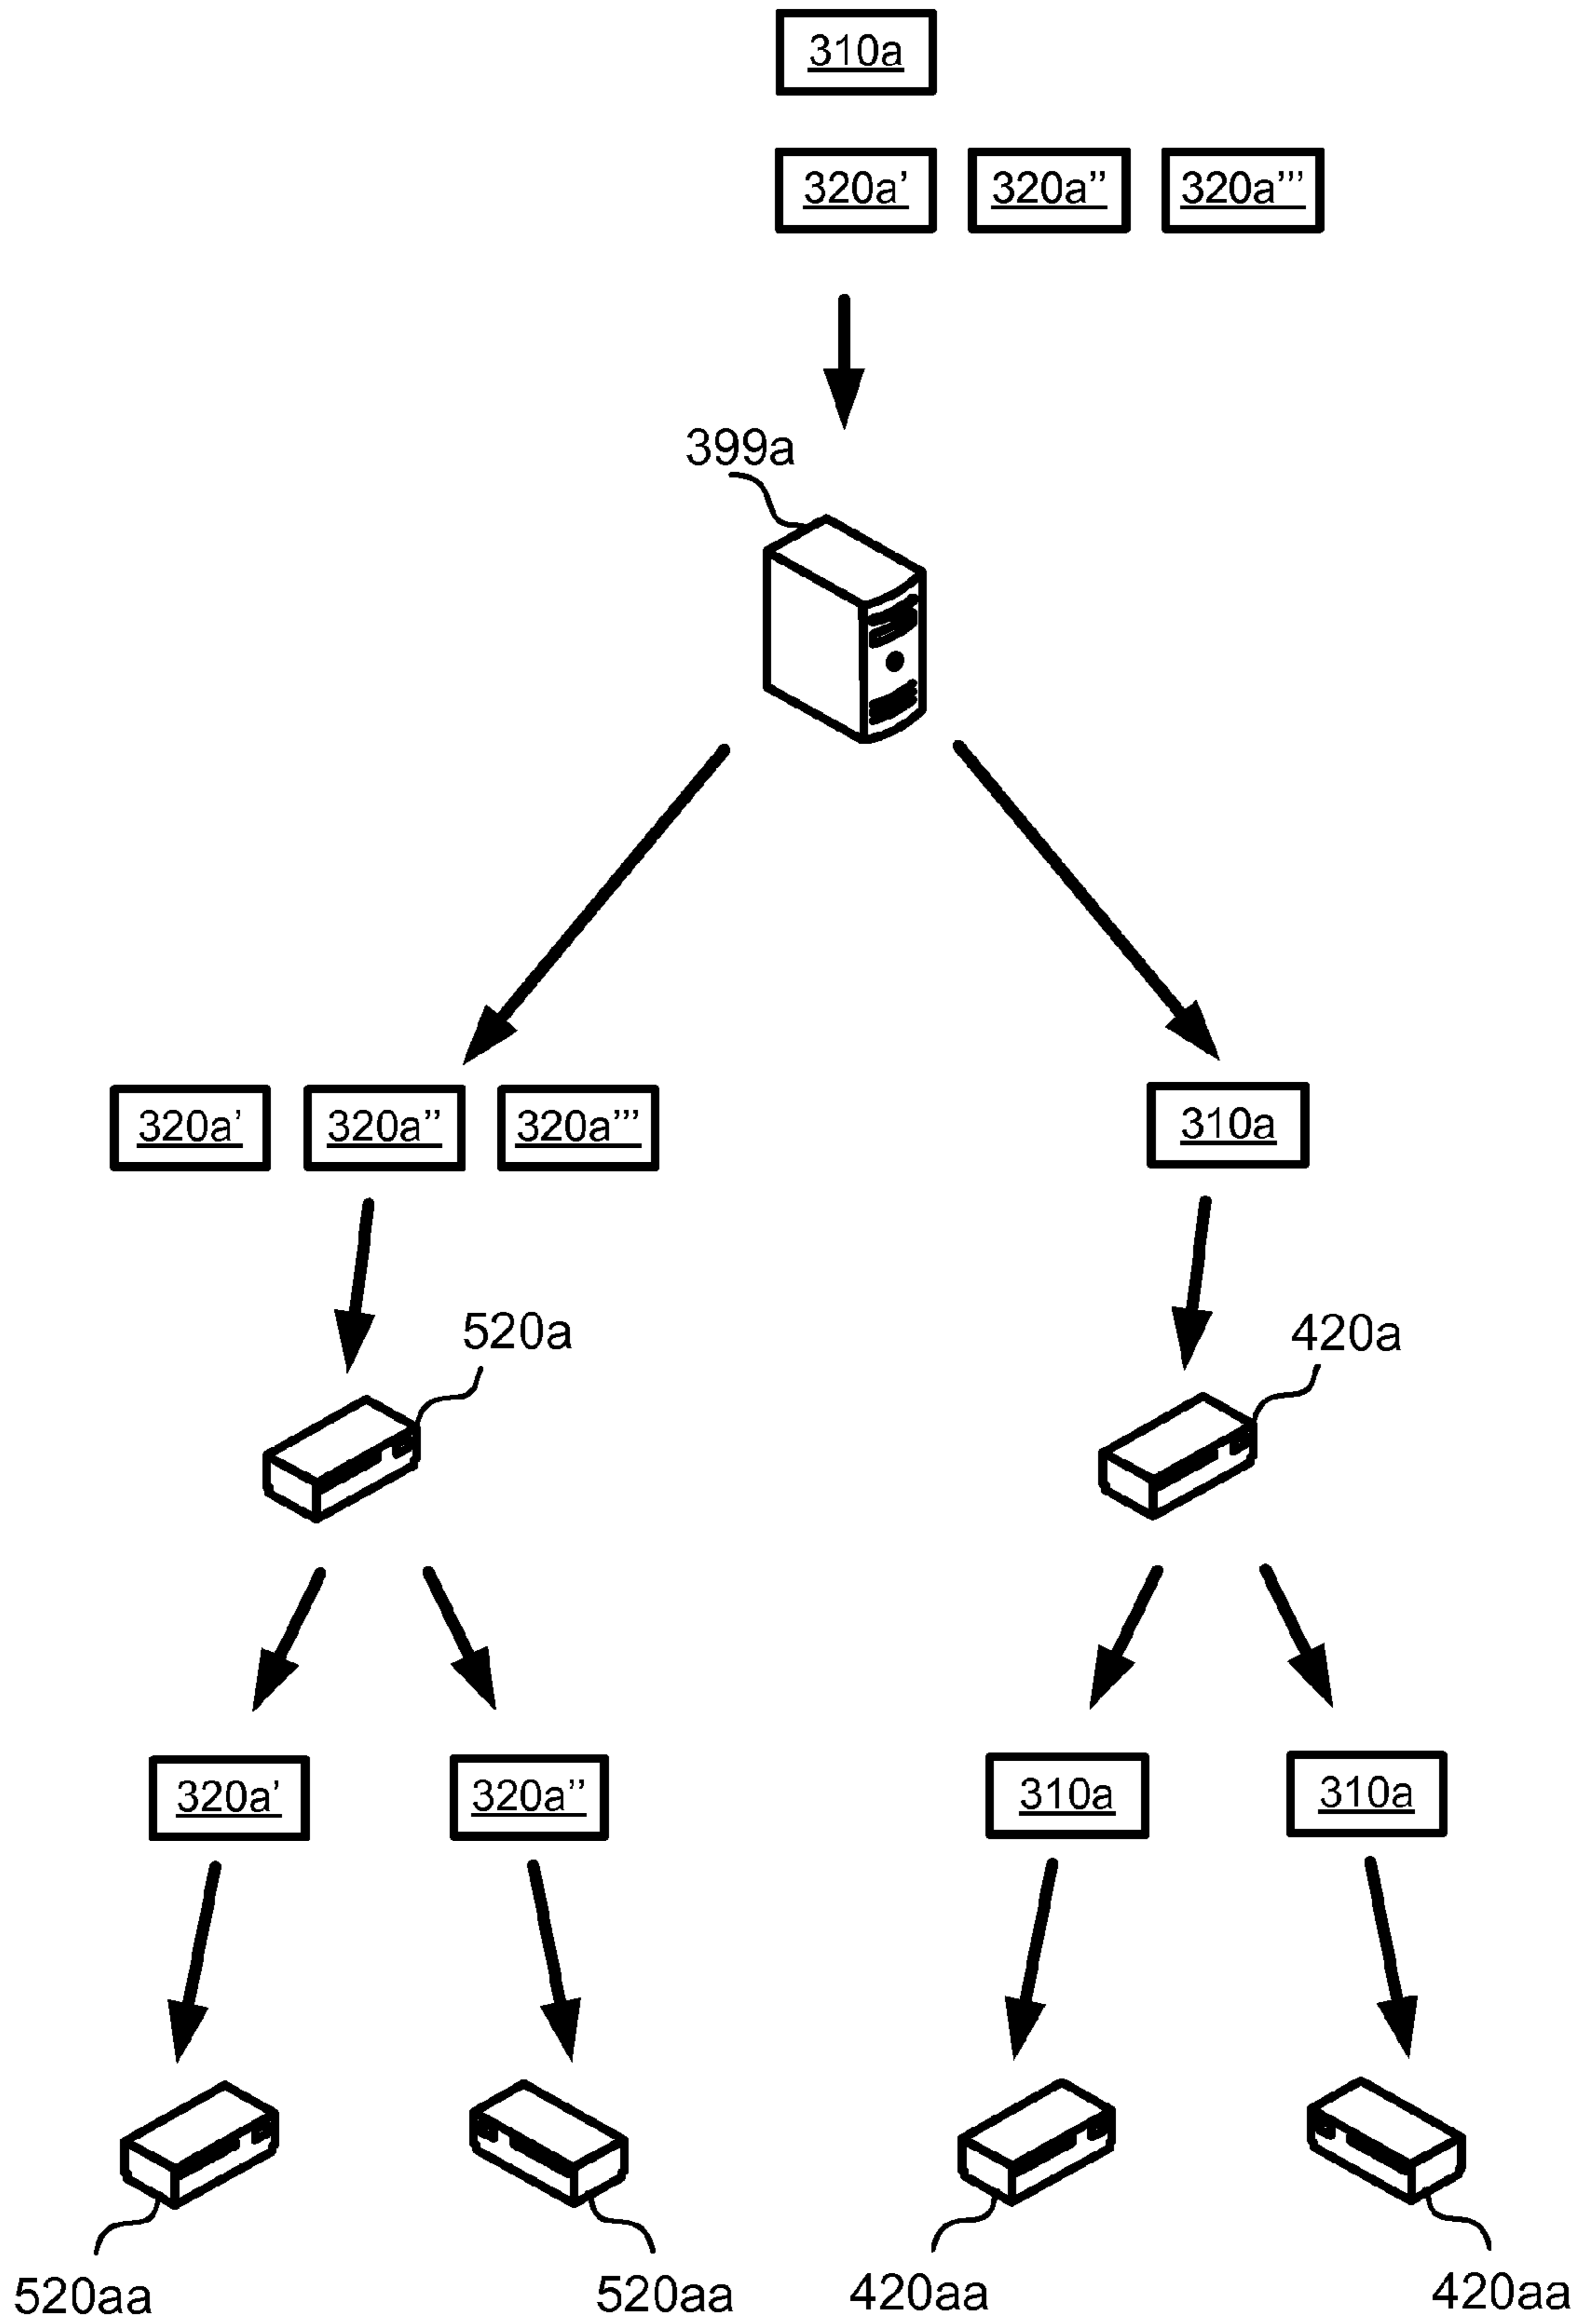 310a
320a’ 320a’’ 320a’’’
399a
320a’ 320a’’ 320a’’’ 310a
520a 420a
320a’ 320a’’ 310a 310a
520aa 520aa 420aa 420aa